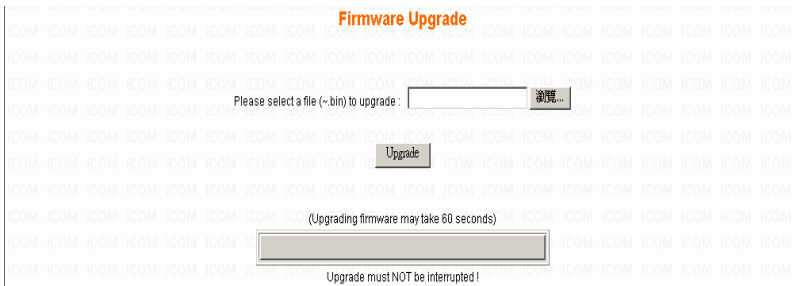 Firmware Upgrade
Please select a file (~.bin) to upgrade : 瀏覽...
Upgrade
(Upgrading firmware may take 60 seconds)
Upgrade must NOT be interrupted !